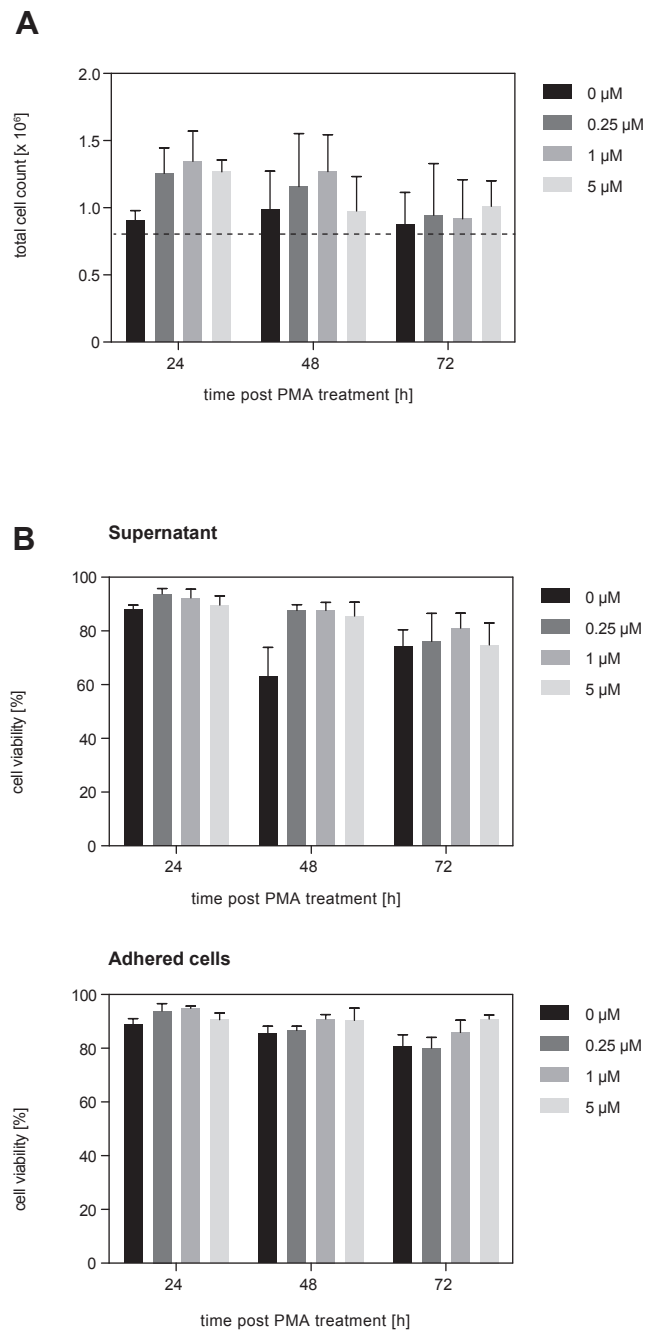 A
total cell count [x 10⁶]
2.0
1.5
1.0
0.5
0
24
48
72
time post PMA treatment [h]
0 µM
0.25 µM
1 µM
5 µM
B
Supernatant
cell viability [%]
100
80
60
40
20
0
24
48
72
time post PMA treatment [h]
0 µM
0.25 µM
1 µM
5 µM
Adhered cells
cell viability [%]
100
80
60
40
20
0
24
48
72
time post PMA treatment [h]
0 µM
0.25 µM
1 µM
5 µM